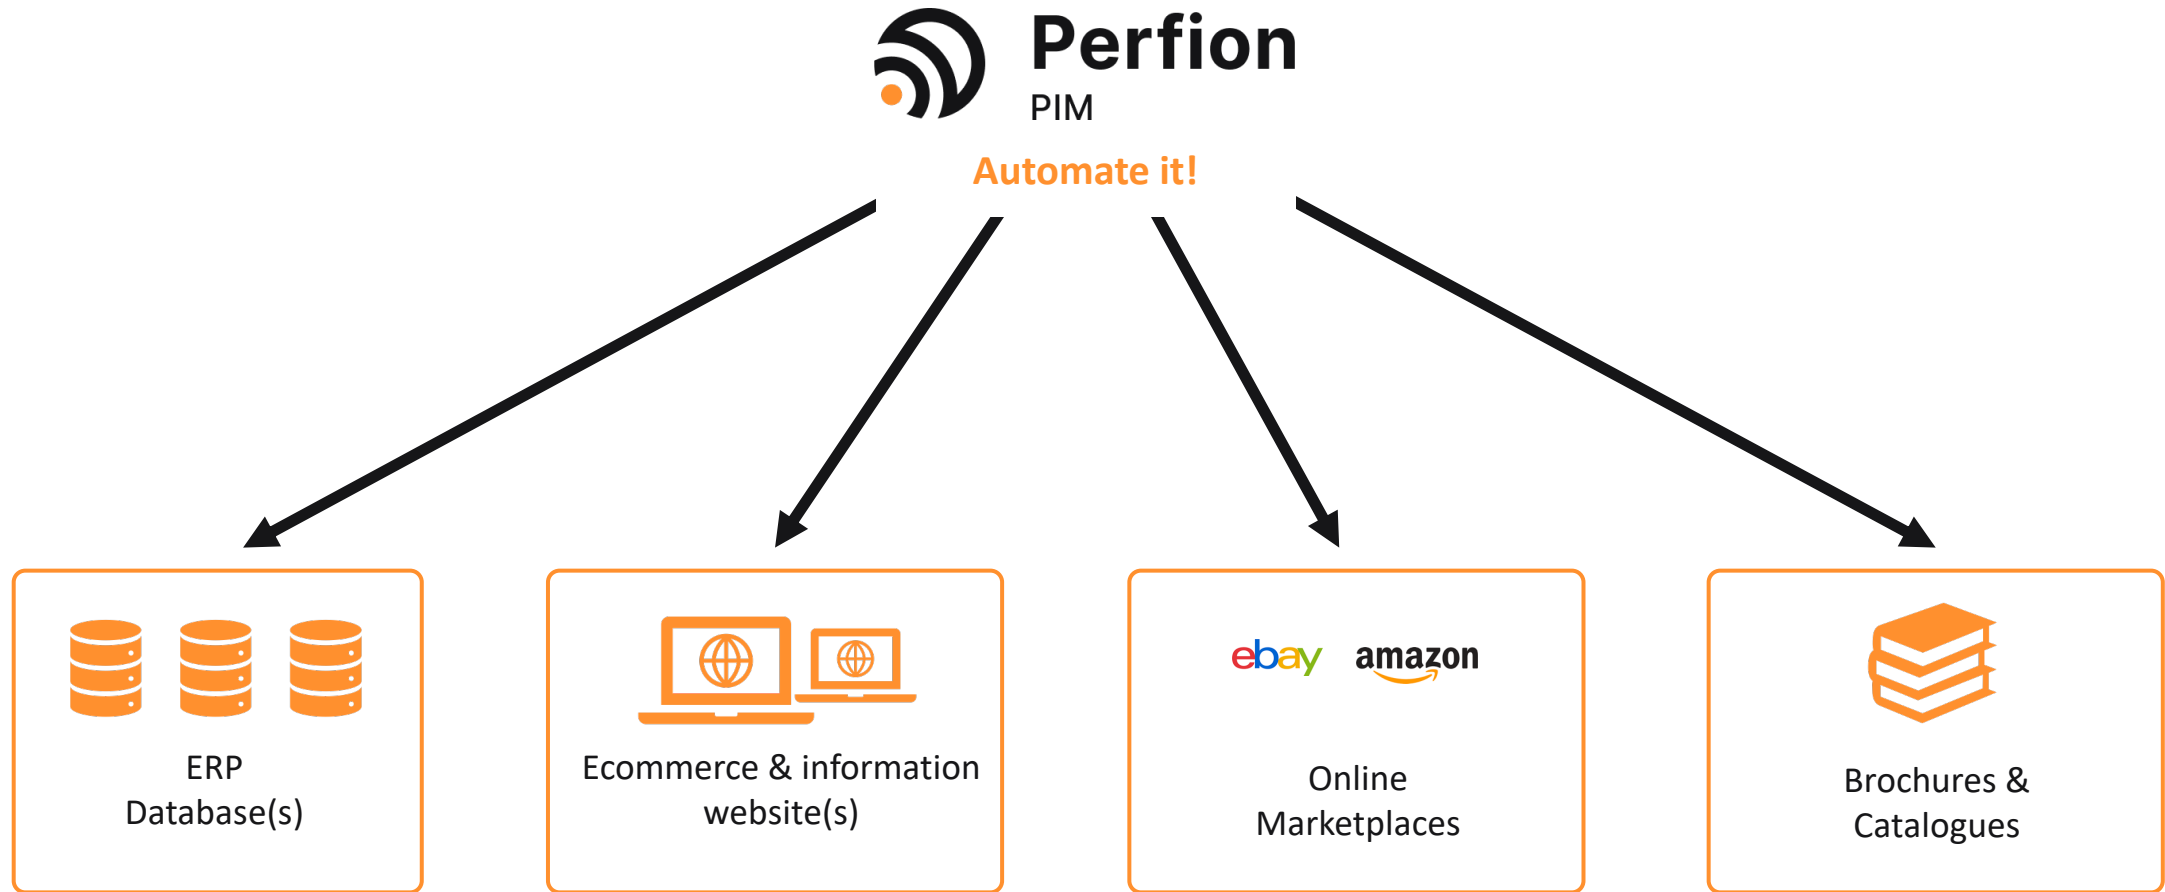 Perfion
PIM
Automate it!
ERP
Database(s)
Ecommerce & information
website(s)
ebay amazon
Online
Marketplaces
Brochures &
Catalogues